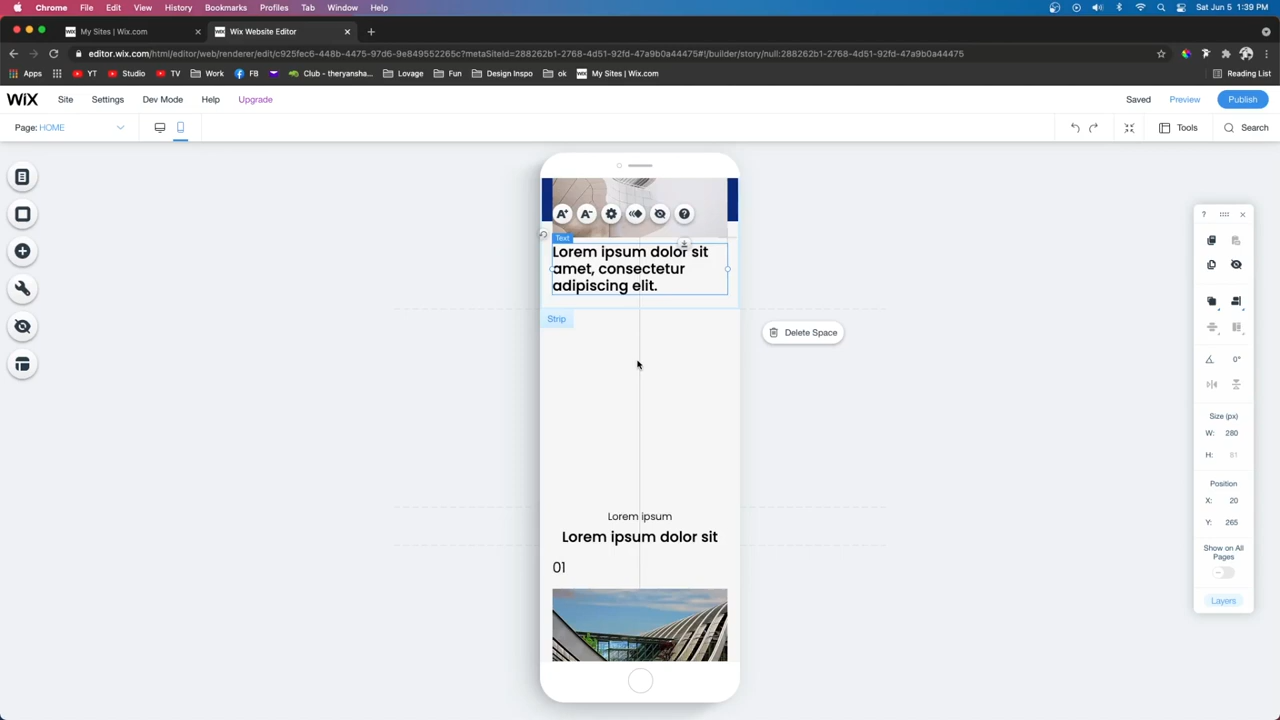 Chrome File Edit View History Bookmarks Profiles Tab Window Help Sat Jun 5 1:39 PM
WiX My Sites | Wix.com × WiX Wix Website Editor × +
editor.wix.com/html/editor/web/renderer/edit/c925fec6-448b-4475-97d6-9e849552265c?metaSiteId=288262b1-2768-4d51-92fd-47a9b0a44475#!/builder/story/null:288262b1-2768-4d51-92fd-47a9b0a44475
Apps YT Studio TV Work FB Club - theryansha... Lovage Fun Design Inspo ok WiX My Sites | Wix.com Reading List
WiX Site Settings Dev Mode Help Upgrade Saved Preview Publish
Page: HOME Tools Search
A+ A- ?
Text
Lorem ipsum dolor sit
amet, consectetur
adipiscing elit.
Strip
Delete Space
Lorem ipsum
Lorem ipsum dolor sit
01
? ×
0°
Size (px)
W: 280
H: 81
Position
X: 20
Y: 265
Show on All
Pages
Layers